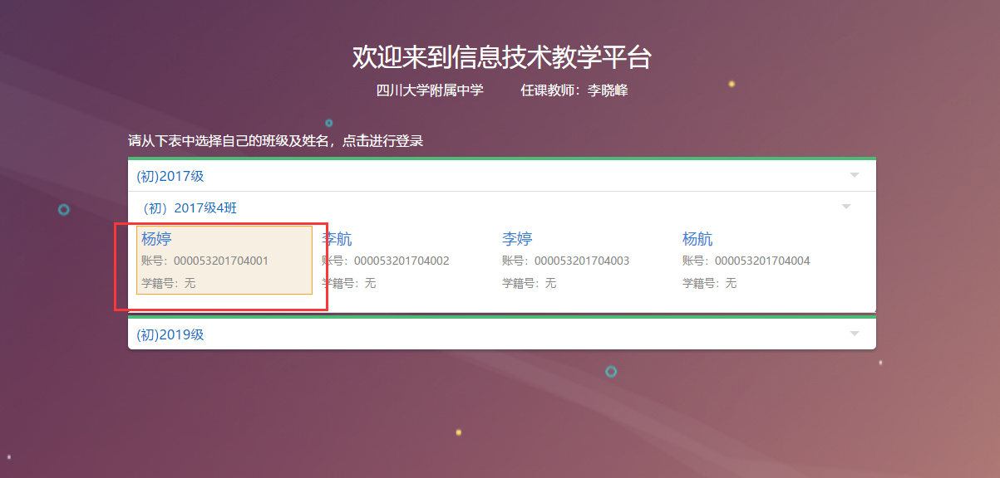 欢迎来到信息技术教学平台
四川大学附属中学 任课教师：李晓峰
请从下表中选择自己的班级及姓名，点击进行登录
(初)2017级
（初）2017级4班
杨婷 李航 李婷 杨航
账号：000053201704001 账号：000053201704002 账号：000053201704003 账号：000053201704004
学籍号：无 学籍号：无 学籍号：无 学籍号：无
(初)2019级